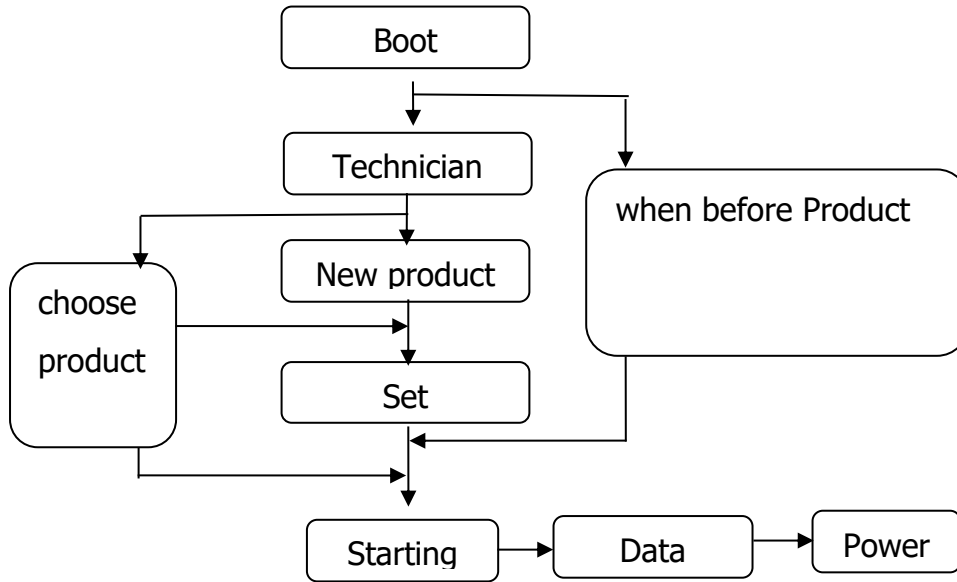 Boot
Technician
when before Product
New product
choose
product
Set
Starting
Data
Power